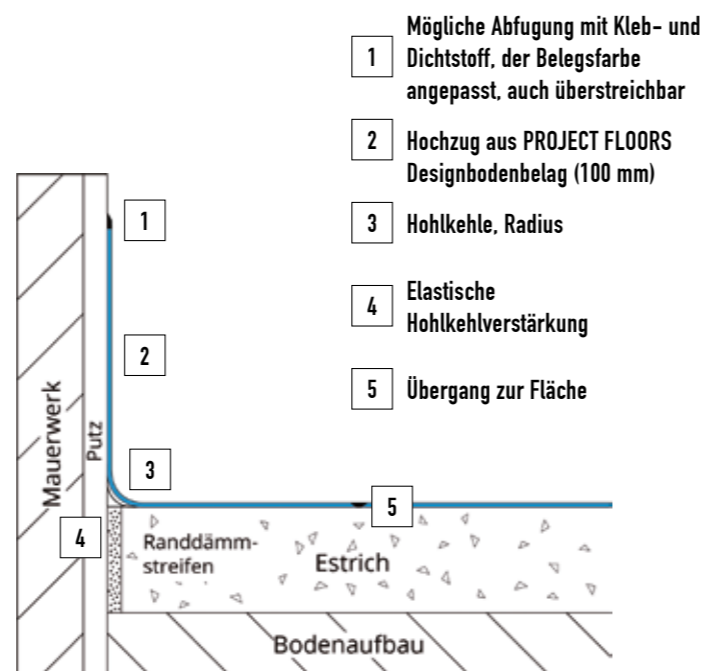 1
Mögliche Abfugung mit Kleb- und
Dichtstoff, der Belegsfarbe
angepasst, auch überstreichbar
2
Hochzug aus PROJECT FLOORS
Designbodenbelag (100 mm)
3
Hohlkehle, Radius
4
Elastische
Hohlkehlverstärkung
5
Übergang zur Fläche
1
2
3
4
5
Mauerwerk
Putz
Randdämm-
streifen
Estrich
Bodenaufbau